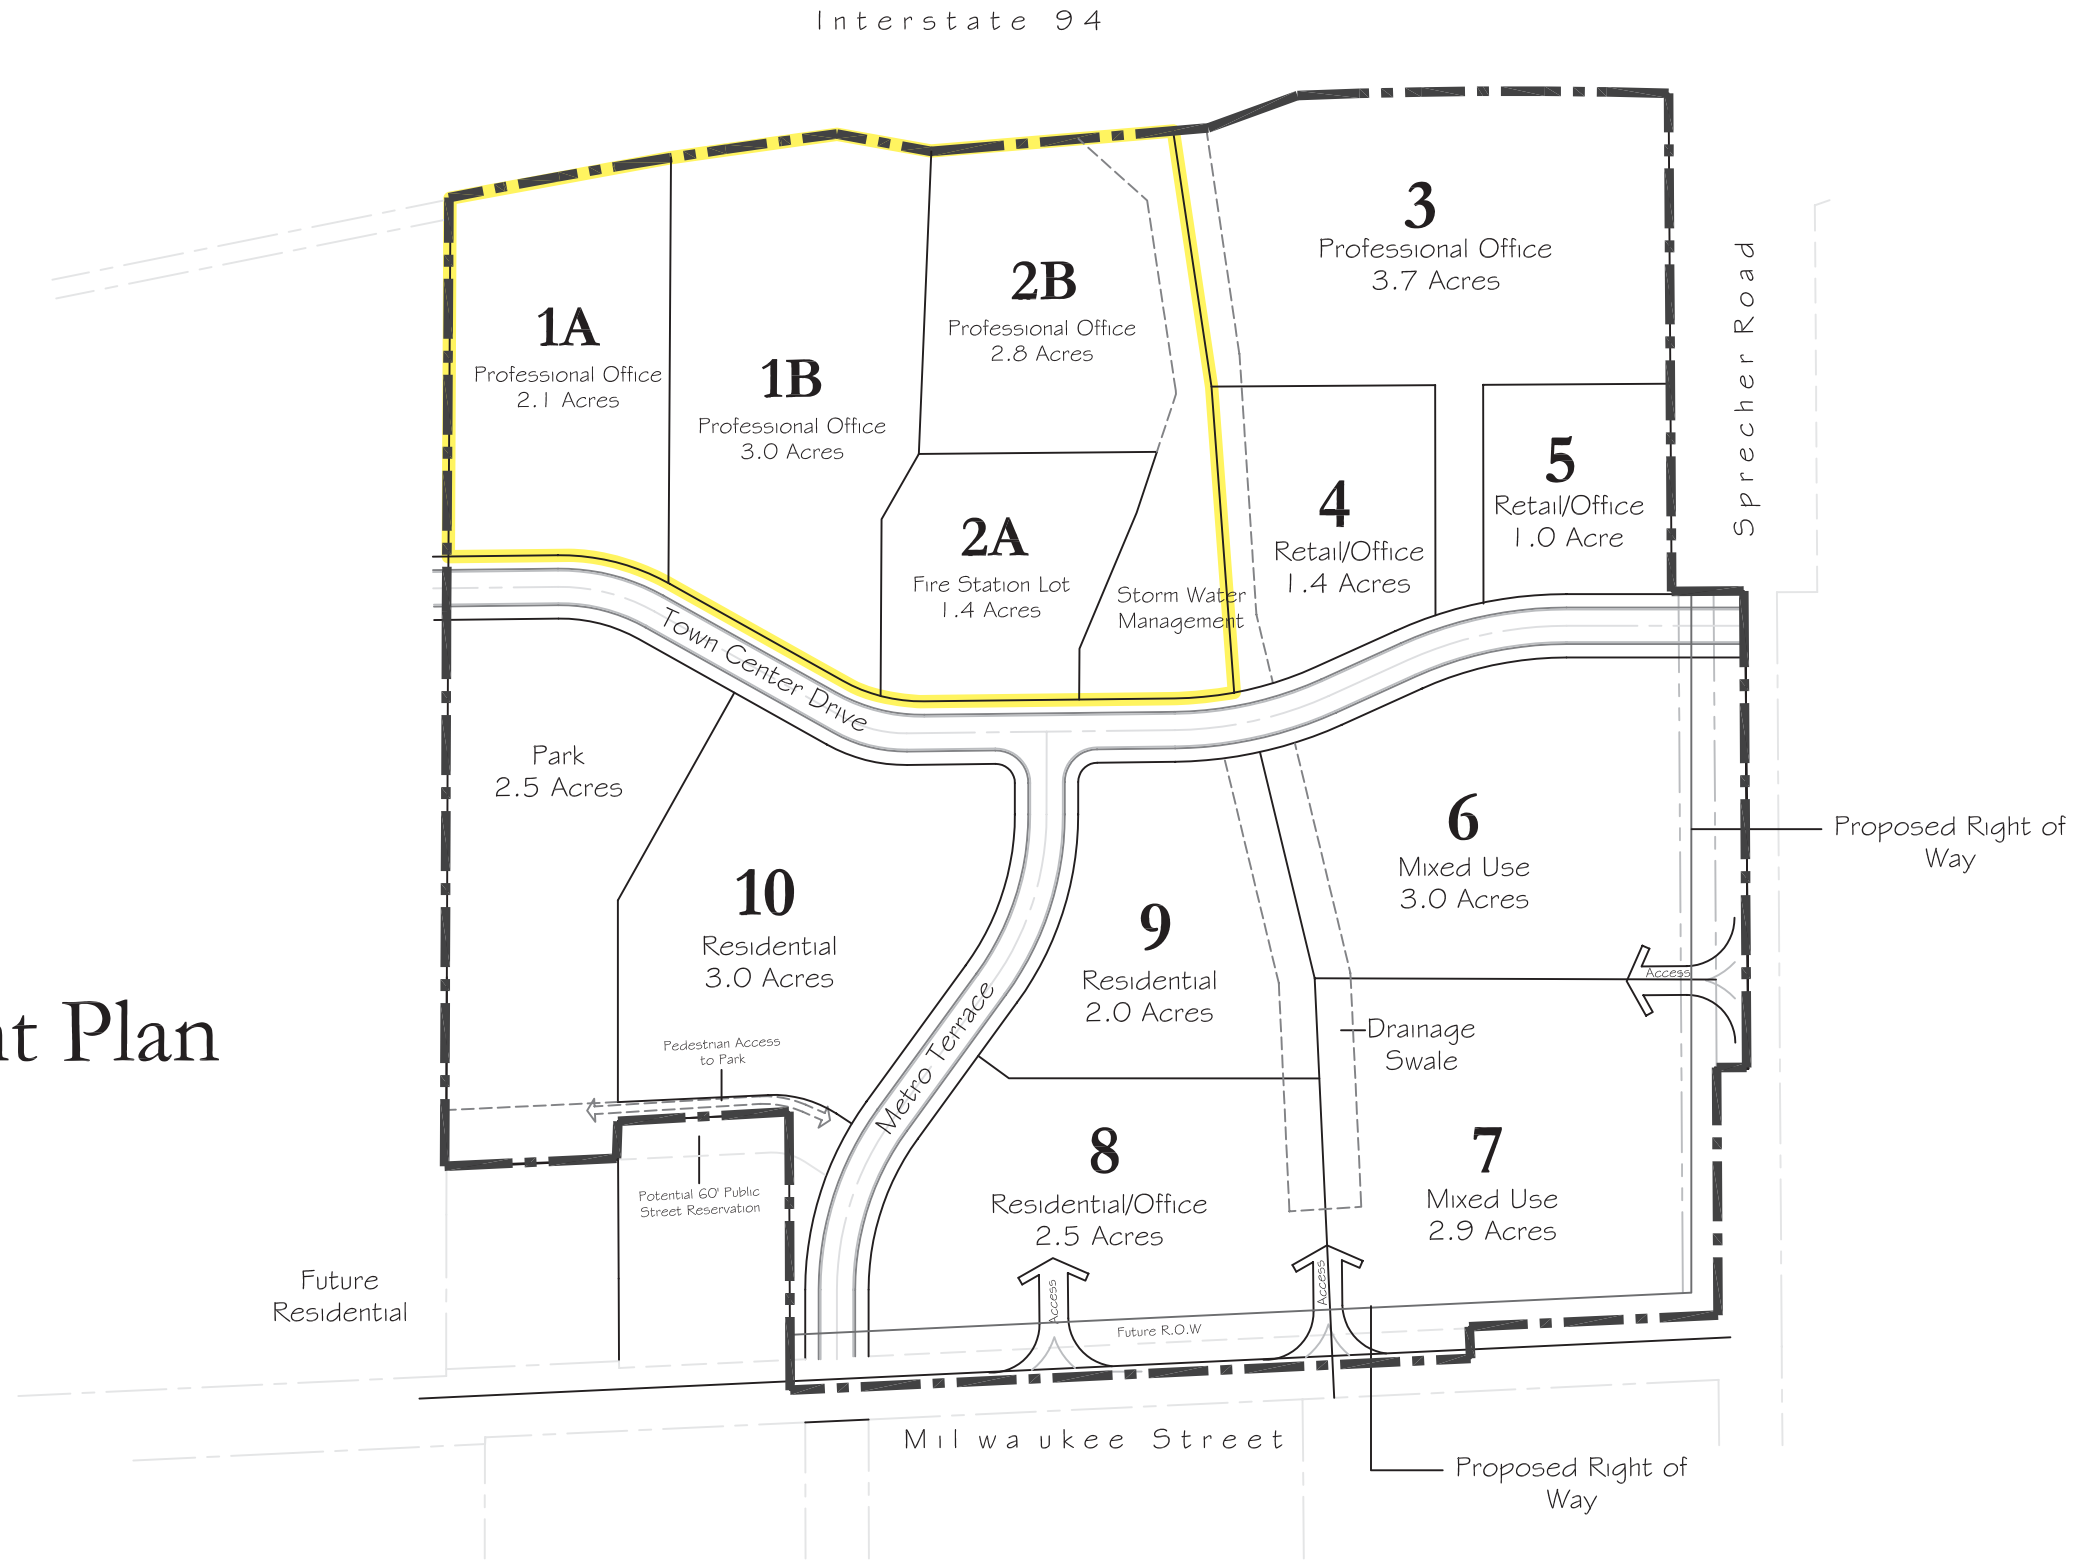 Interstate 94
3
Professional Office
3.7 Acres
2B
Professional Office
2.8 Acres
1A
Professional Office
2.1 Acres
1B
Professional Office
3.0 Acres
Sprecher Road
5
Retail/Office
1.0 Acre
4
Retail/Office
1.4 Acres
2A
Fire Station Lot
1.4 Acres
Storm Water
Management
Town Center Drive
Park
2.5 Acres
6
Mixed Use
3.0 Acres
Proposed Right of
Way
10
Residential
3.0 Acres
9
Residential
2.0 Acres
Access
Plan
Metro Terrace
Drainage
Swale
Pedestrian Access
to Park
8
Residential/Office
2.5 Acres
7
Mixed Use
2.9 Acres
Potential 60' Public
Street Reservation
Future
Residential
Access
Access
Future R.O.W
Milwaukee Street
Proposed Right of
Way